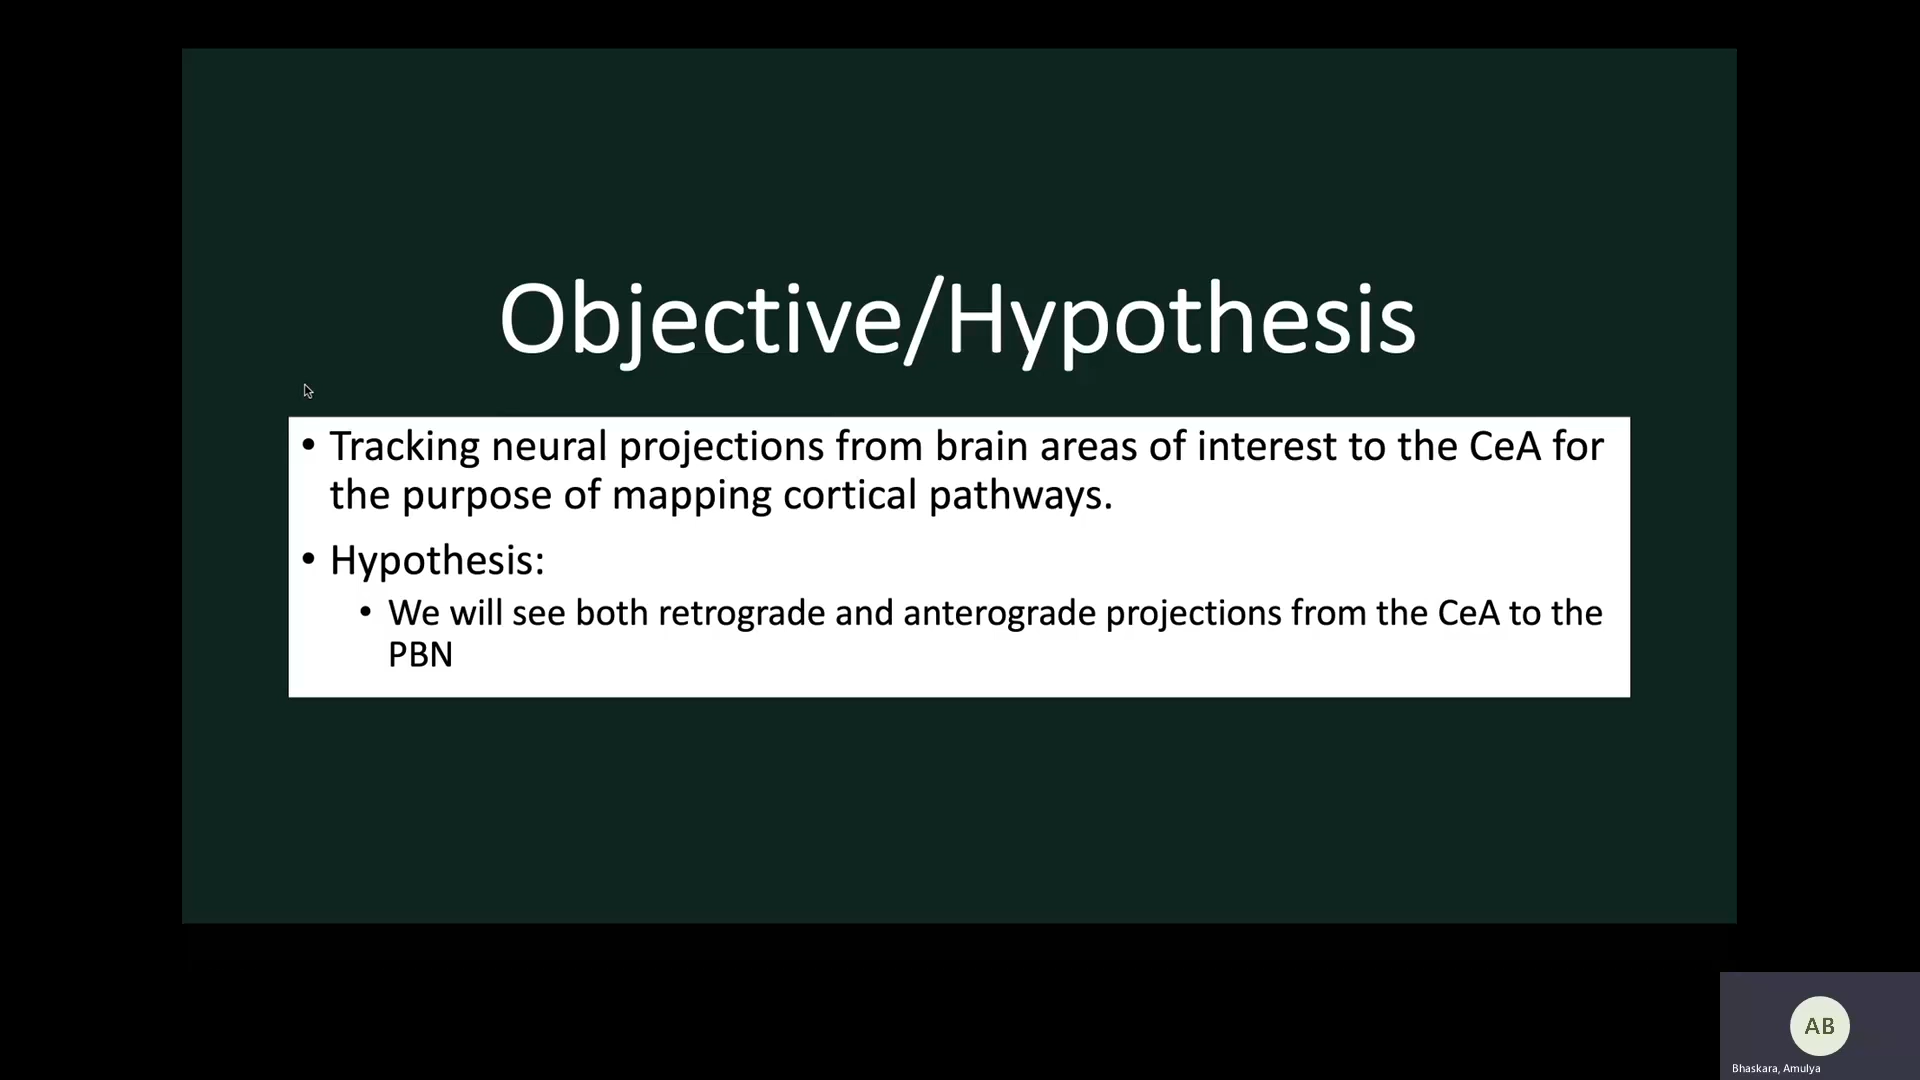 Objective/Hypothesis
• Tracking neural projections from brain areas of interest to the CeA for
the purpose of mapping cortical pathways.
• Hypothesis:
• We will see both retrograde and anterograde projections from the CeA to the
PBN
AB
Bhaskara, Amulya